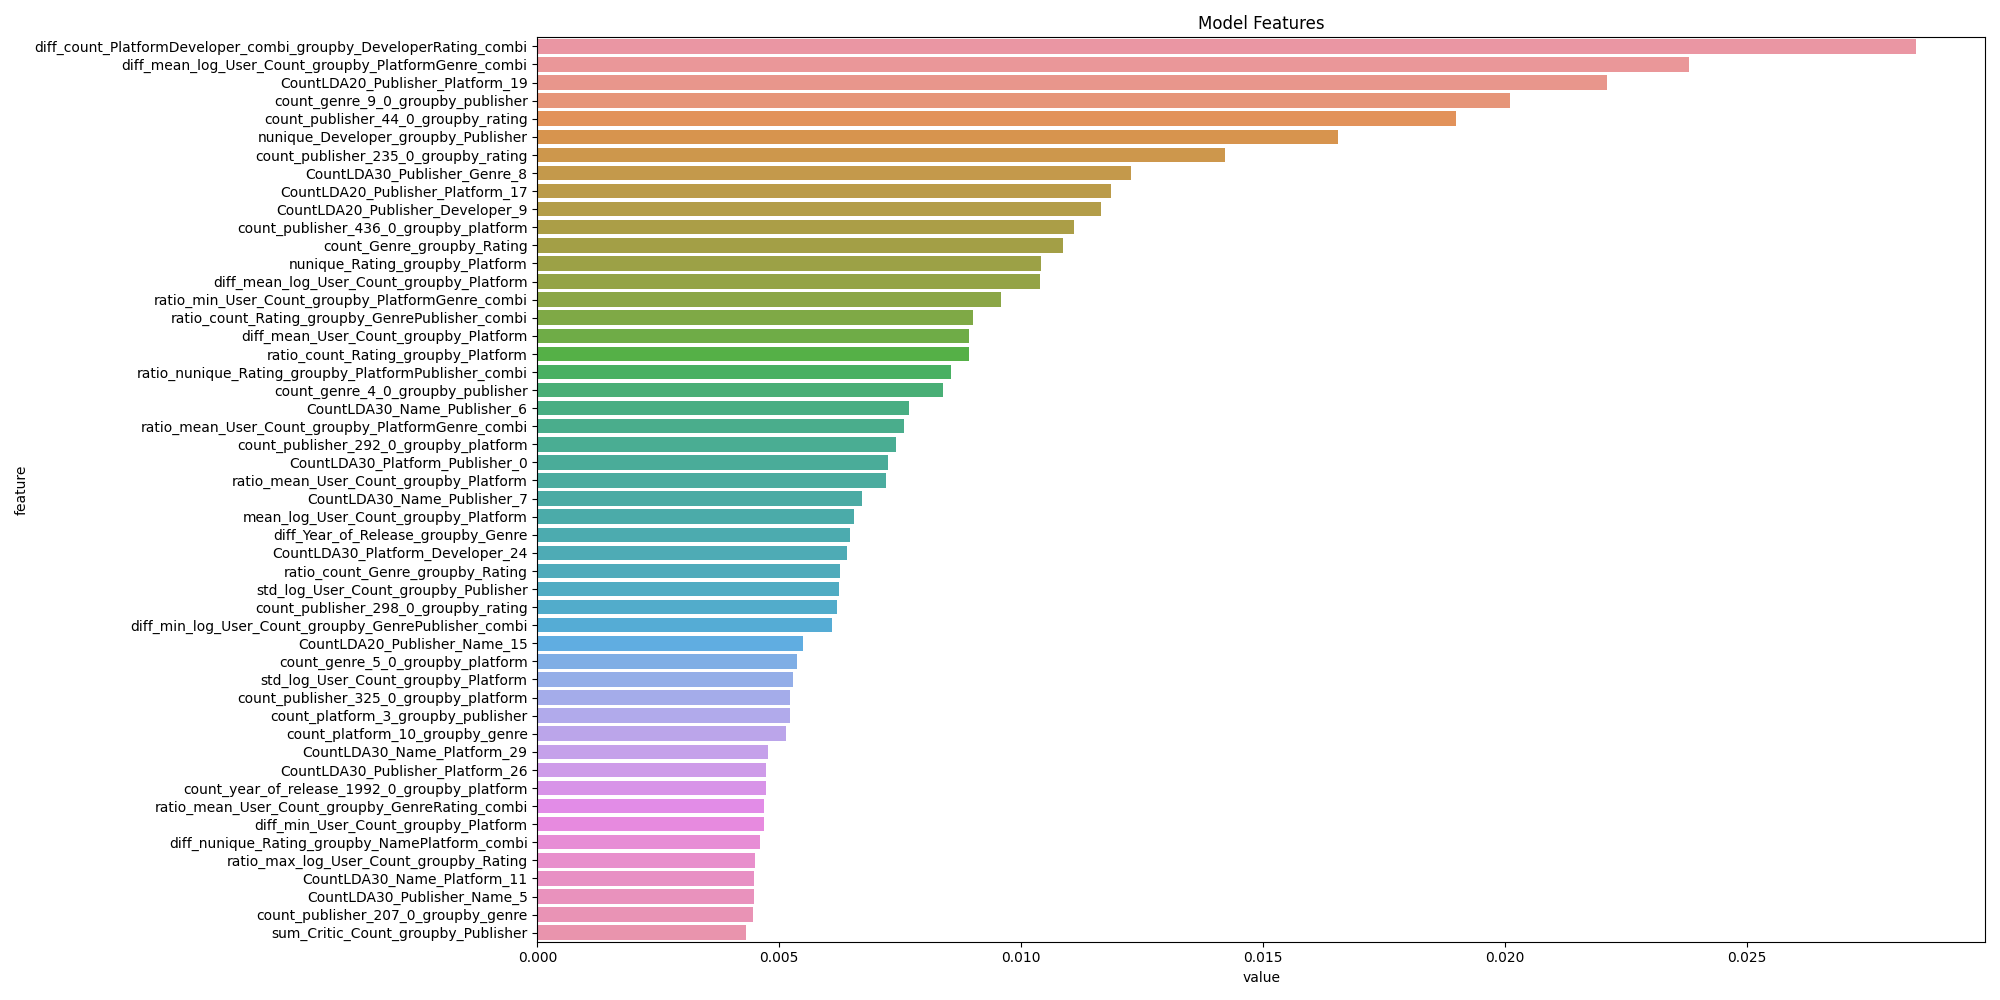 Model Features
diff_count_PlatformDeveloper_combi_groupby_DeveloperRating_combi
diff_mean_log_User_Count_groupby_PlatformGenre_combi
CountLDA20_Publisher_Platform_19
count_genre_9_0_groupby_publisher
count_publisher_44_0_groupby_rating
nunique_Developer_groupby_Publisher
count_publisher_235_0_groupby_rating
CountLDA30_Publisher_Genre_8
CountLDA20_Publisher_Platform_17
CountLDA20_Publisher_Developer_9
count_publisher_436_0_groupby_platform
count_Genre_groupby_Rating
nunique_Rating_groupby_Platform
diff_mean_log_User_Count_groupby_Platform
ratio_min_User_Count_groupby_PlatformGenre_combi
ratio_count_Rating_groupby_GenrePublisher_combi
diff_mean_User_Count_groupby_Platform
ratio_count_Rating_groupby_Platform
ratio_nunique_Rating_groupby_PlatformPublisher_combi
count_genre_4_0_groupby_publisher
CountLDA30_Name_Publisher_6
ratio_mean_User_Count_groupby_PlatformGenre_combi
count_publisher_292_0_groupby_platform
CountLDA30_Platform_Publisher_0
ratio_mean_User_Count_groupby_Platform
CountLDA30_Name_Publisher_7
mean_log_User_Count_groupby_Platform
diff_Year_of_Release_groupby_Genre
CountLDA30_Platform_Developer_24
ratio_count_Genre_groupby_Rating
std_log_User_Count_groupby_Publisher
count_publisher_298_0_groupby_rating
diff_min_log_User_Count_groupby_GenrePublisher_combi
CountLDA20_Publisher_Name_15
count_genre_5_0_groupby_platform
std_log_User_Count_groupby_Platform
count_publisher_325_0_groupby_platform
count_platform_3_groupby_publisher
count_platform_10_groupby_genre
CountLDA30_Name_Platform_29
CountLDA30_Publisher_Platform_26
count_year_of_release_1992_0_groupby_platform
ratio_mean_User_Count_groupby_GenreRating_combi
diff_min_User_Count_groupby_Platform
diff_nunique_Rating_groupby_NamePlatform_combi
ratio_max_log_User_Count_groupby_Rating
CountLDA30_Name_Platform_11
CountLDA30_Publisher_Name_5
count_publisher_207_0_groupby_genre
sum_Critic_Count_groupby_Publisher
feature
0.000 0.005 0.010 0.015 0.020 0.025
value